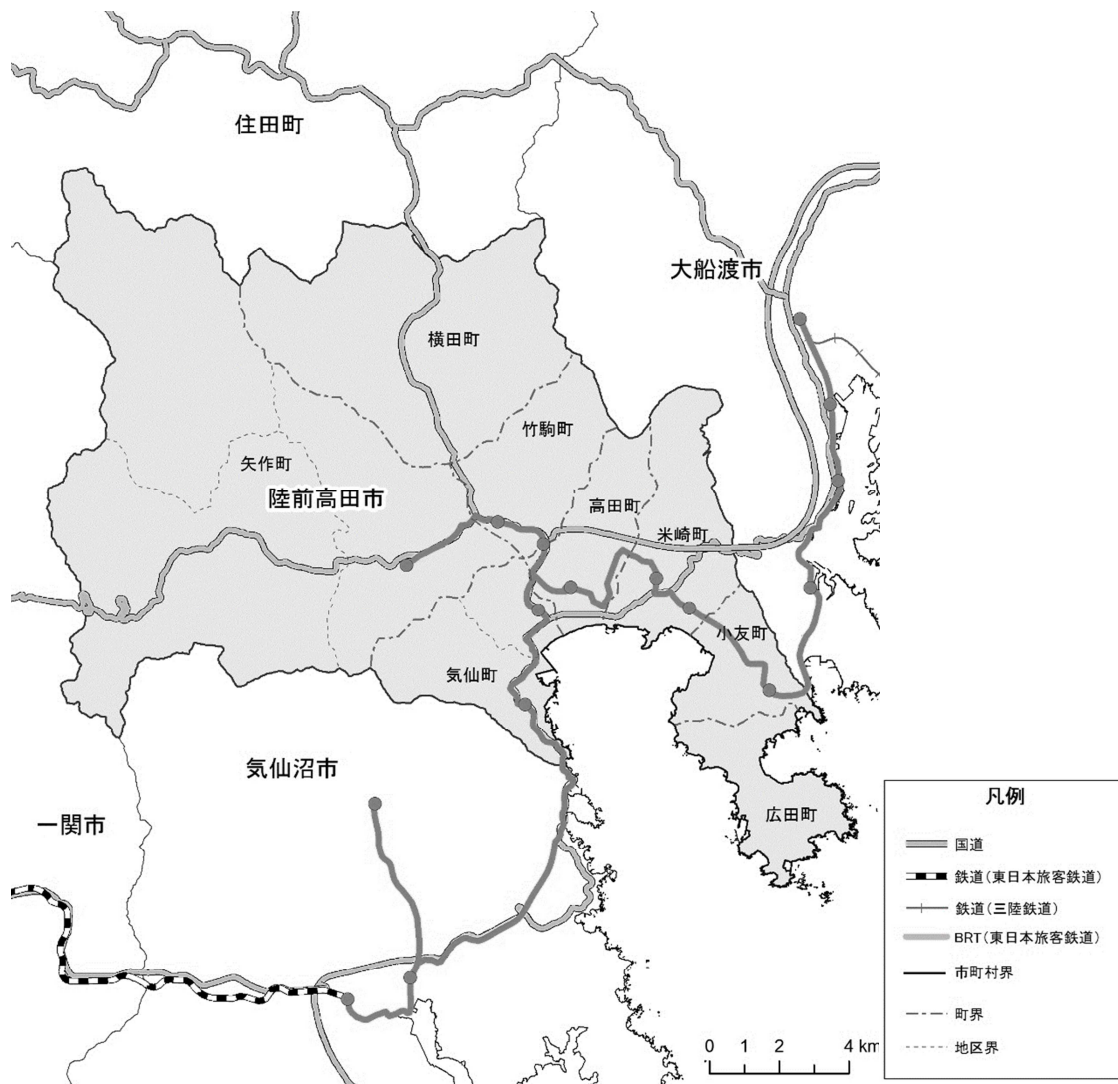 住田町
大船渡市
横田町
竹駒町
矢作町
陸前高田市
高田町
米崎町
小友町
気仙町
気仙沼市
広田町
一関市
凡例
国道
鉄道(東日本旅客鉄道)
鉄道(三陸鉄道)
BRT(東日本旅客鉄道)
市町村界
町界
地区界
0 1 2 4 km